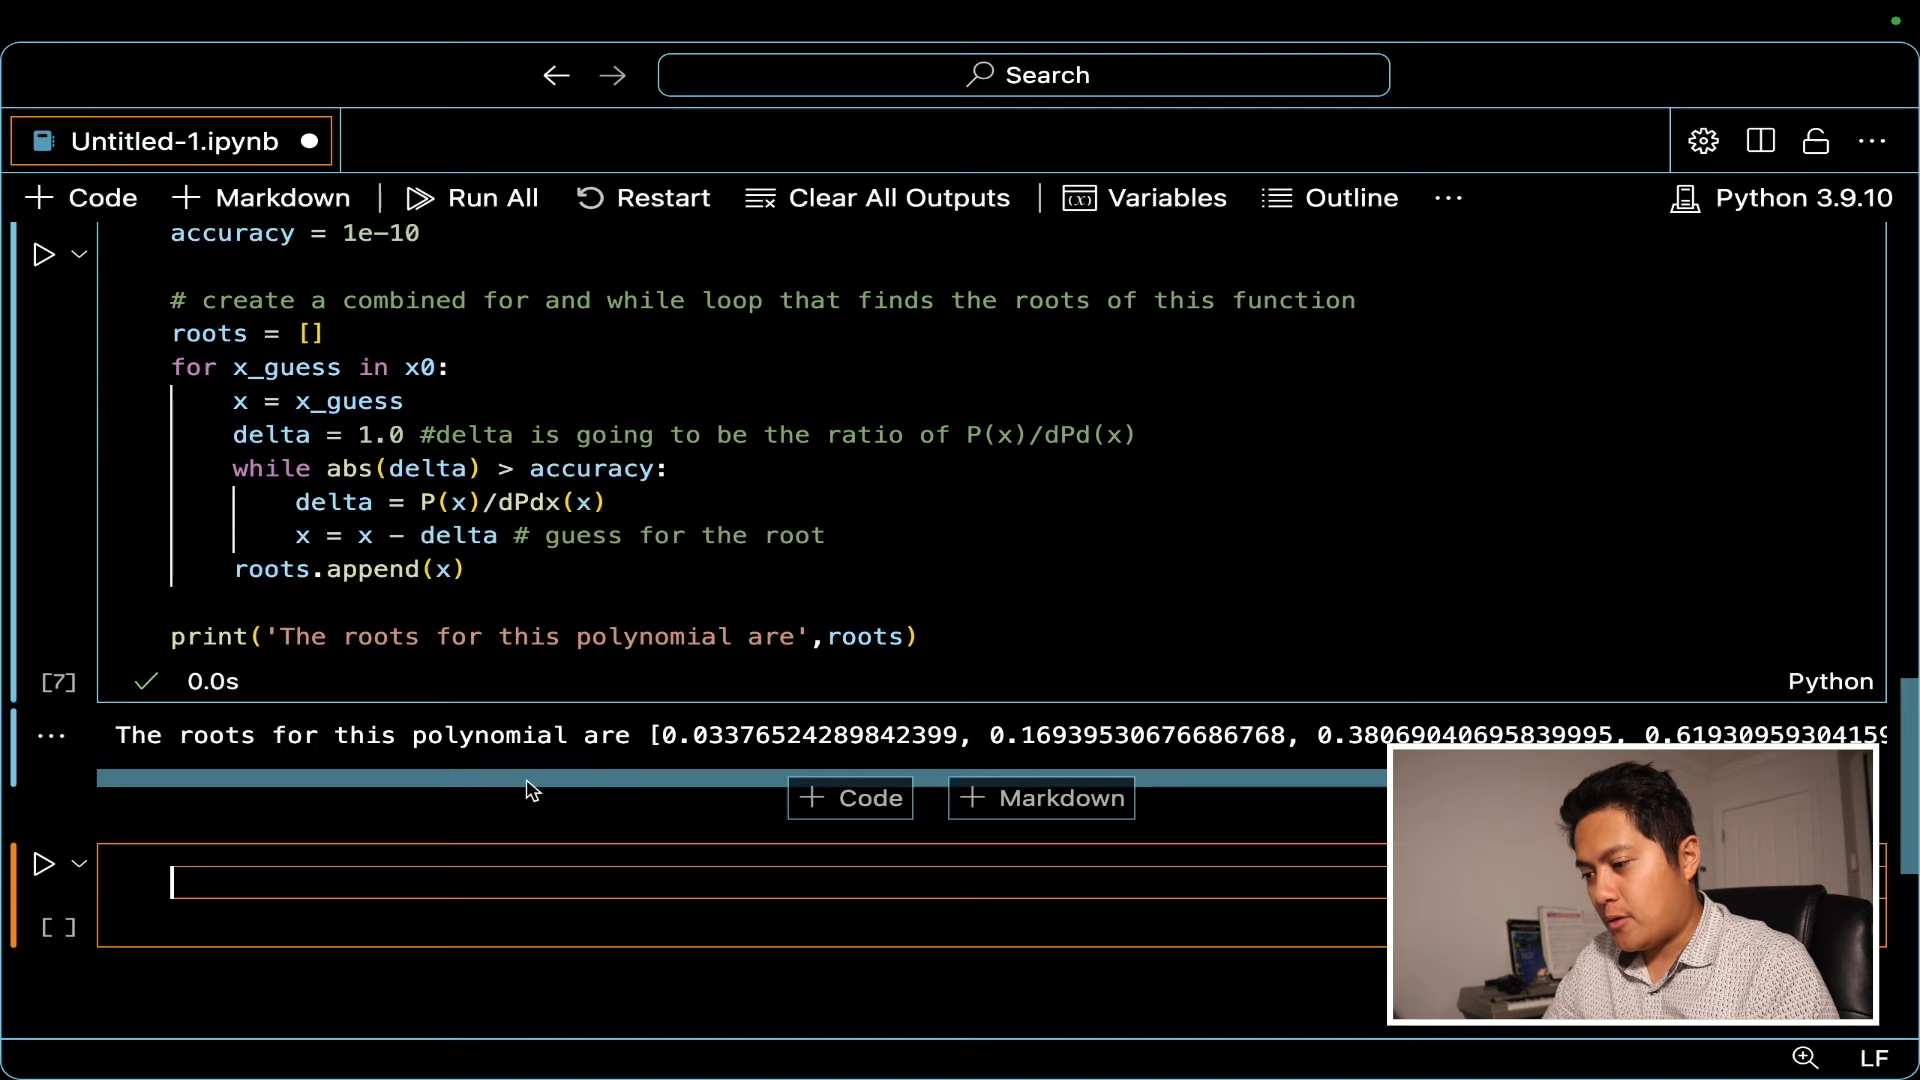 Search
Untitled-1.ipynb
Code Markdown Run All Restart Clear All Outputs Variables Outline ... Python 3.9.10
accuracy = 1e-10
# create a combined for and while loop that finds the roots of this function
roots = []
for x_guess in x0:
x = x_guess
delta = 1.0 #delta is going to be the ratio of P(x)/dPd(x)
while abs(delta) > accuracy:
delta = P(x)/dPdx(x)
x = x - delta # guess for the root
roots.append(x)
print('The roots for this polynomial are',roots)
[7] 0.0s Python
The roots for this polynomial are [0.03376524289842399, 0.16939530676686768, 0.38069040695839995, 0.61930959304159
Code Markdown
[ ]
LF